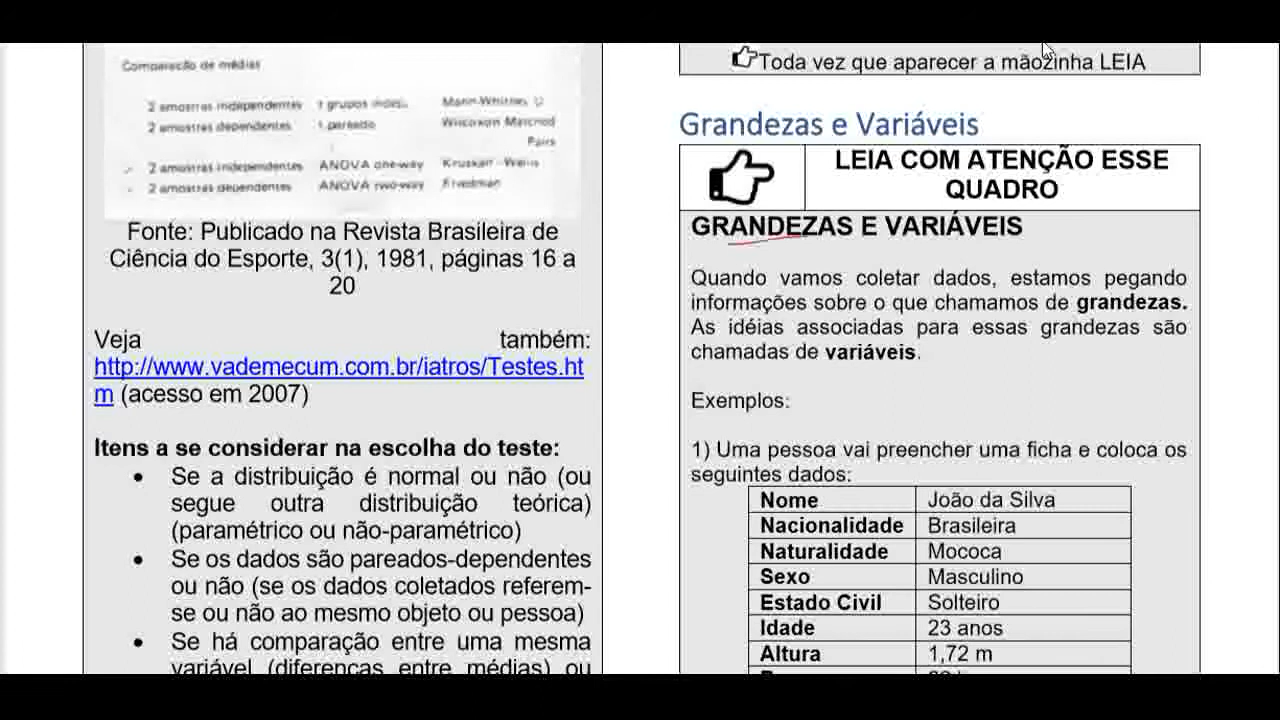 Comparação de médias
2 amostras independentes 1 grupos indep. Mann-Whitney U
2 amostras dependentes 1 pareado Wilcoxon Matched
Pairs
2 amostras independentes ANOVA one-way Kruskall-Wallis
2 amostras dependentes ANOVA two-way Friedman
Fonte: Publicado na Revista Brasileira de
Ciência do Esporte, 3(1), 1981, páginas 16 a
20
Veja também:
http://www.vademecum.com.br/iatros/Testes.ht
m (acesso em 2007)
Itens a se considerar na escolha do teste:
• Se a distribuição é normal ou não (ou
segue outra distribuição teórica)
(paramétrico ou não-paramétrico)
• Se os dados são pareados-dependentes
ou não (se os dados coletados referem-
se ou não ao mesmo objeto ou pessoa)
• Se há comparação entre uma mesma
variável (diferenças entre médias) ou
Toda vez que aparecer a mãozinha LEIA
Grandezas e Variáveis
LEIA COM ATENÇÃO ESSE
QUADRO
GRANDEZAS E VARIÁVEIS
Quando vamos coletar dados, estamos pegando
informações sobre o que chamamos de grandezas.
As idéias associadas para essas grandezas são
chamadas de variáveis.
Exemplos:
1) Uma pessoa vai preencher uma ficha e coloca os
seguintes dados:
Nome João da Silva
Nacionalidade Brasileira
Naturalidade Mococa
Sexo Masculino
Estado Civil Solteiro
Idade 23 anos
Altura 1,72 m